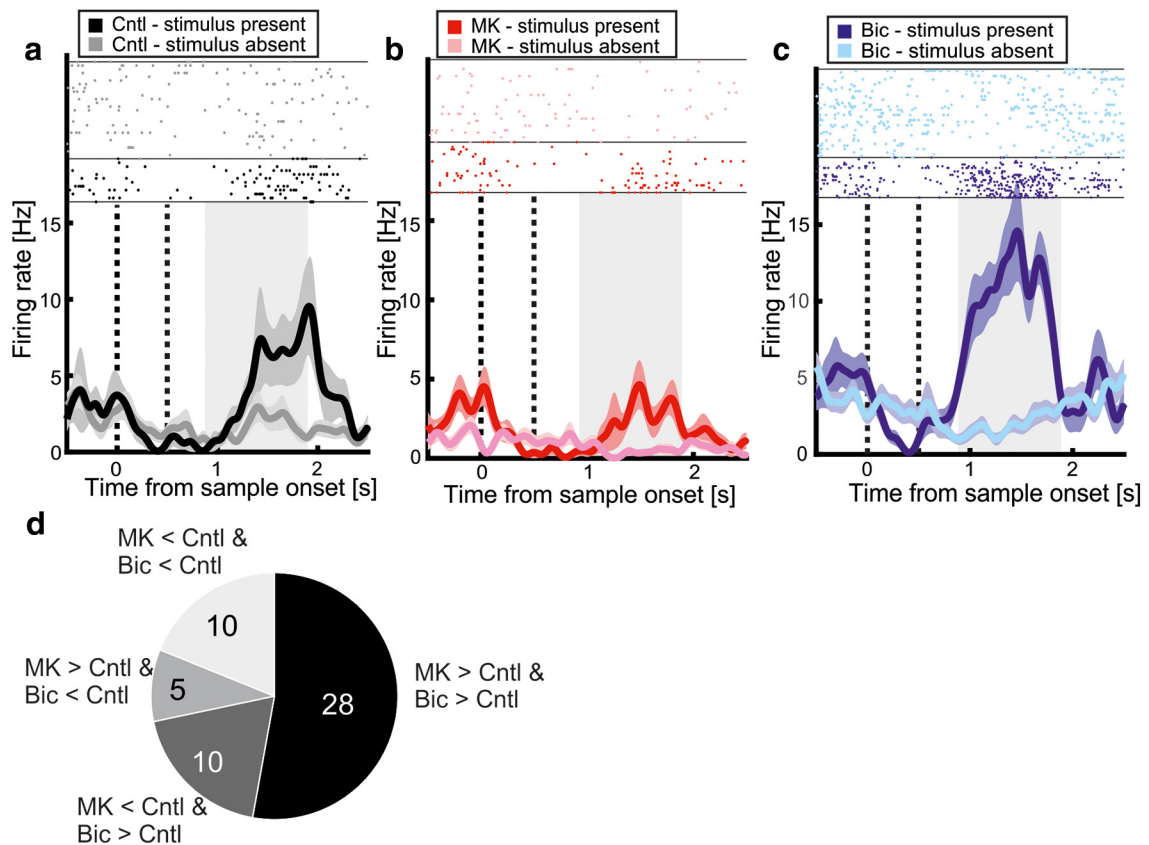 Cntl - stimulus present
Cntl - stimulus absent
MK - stimulus present
MK - stimulus absent
Bic - stimulus present
Bic - stimulus absent
a
b
c
Firing rate [Hz]
15
10
5
0
0
1
2
Time from sample onset [s]
Firing rate [Hz]
15
10
5
0
0
1
2
Time from sample onset [s]
Firing rate [Hz]
15
10
5
0
0
1
2
Time from sample onset [s]
d
MK < Cntl &
Bic < Cntl
10
MK > Cntl &
Bic < Cntl
5
28
MK > Cntl &
Bic > Cntl
10
MK < Cntl &
Bic > Cntl